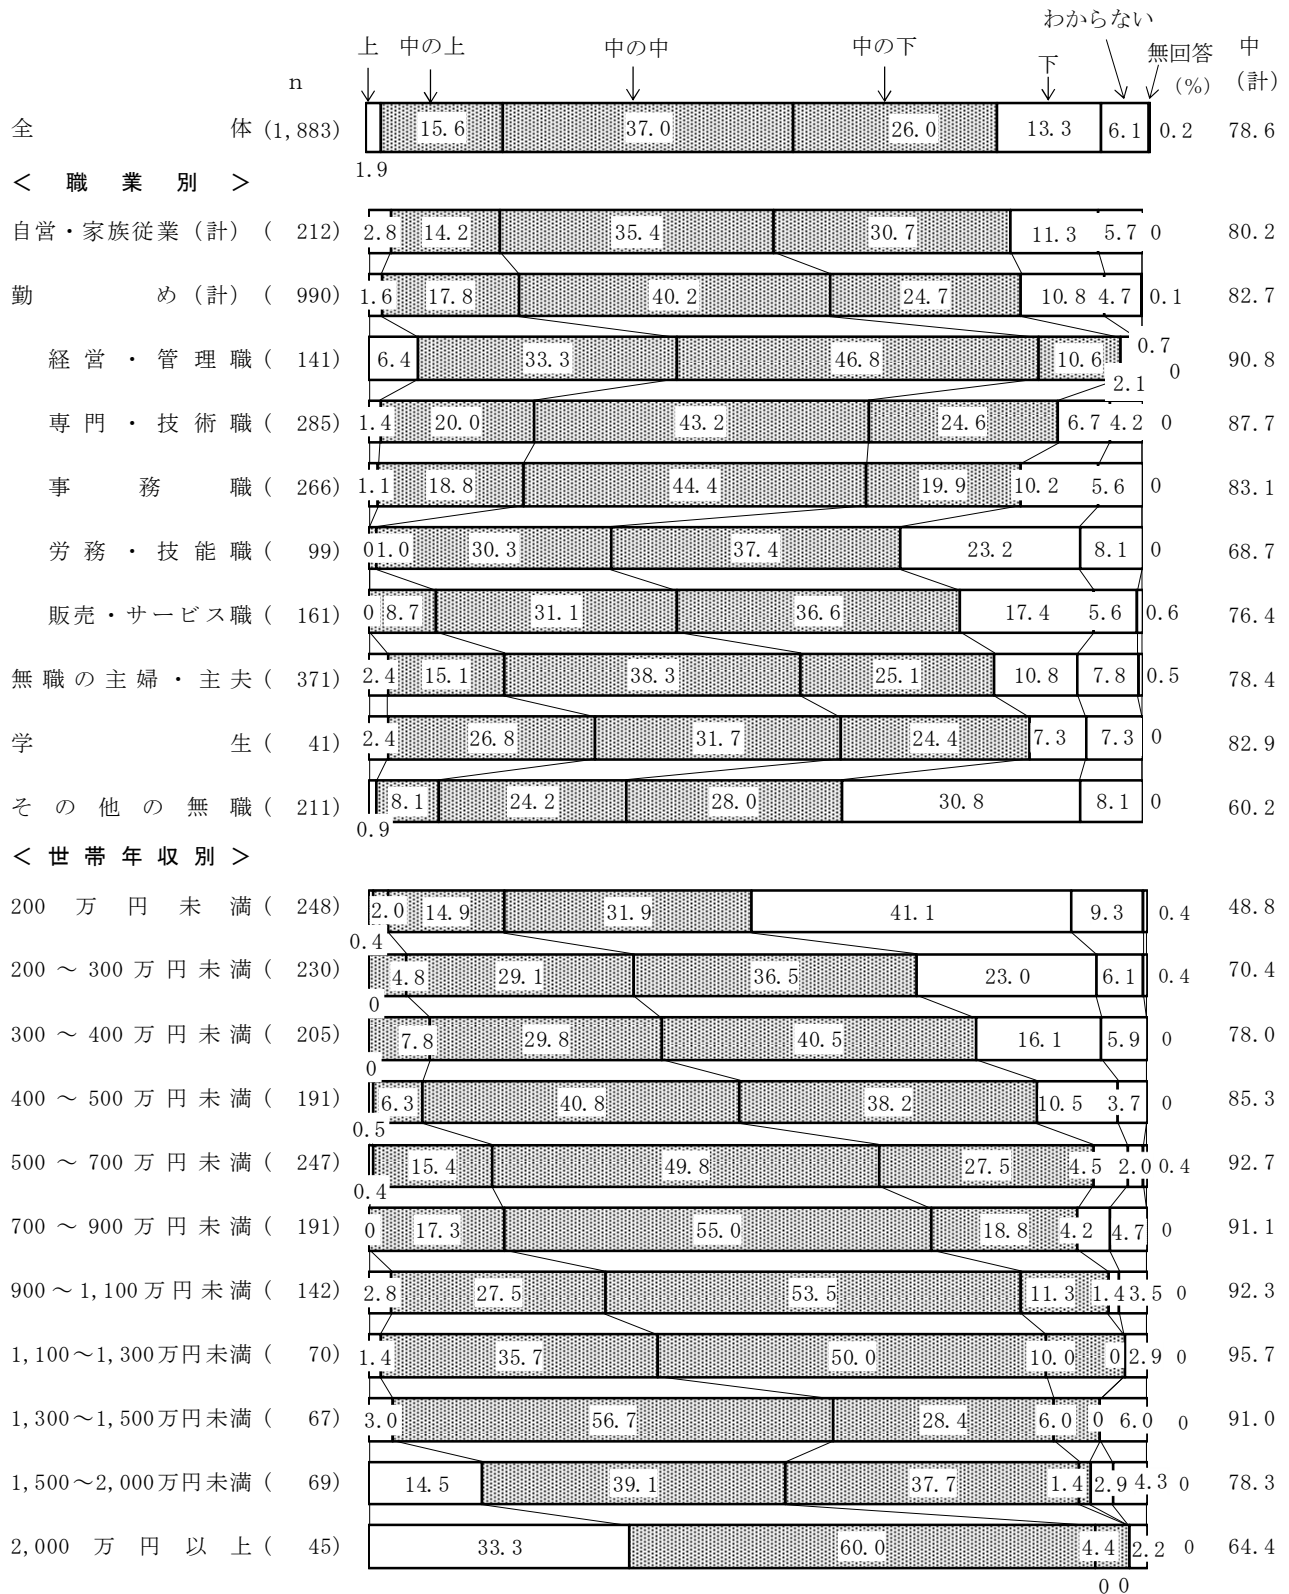 わからない
上 中の上 中の中 中の下 下 無回答 中
n (%) (計)
全体 (1,883) 15.6 37.0 26.0 13.3 6.1 0.2 78.6
1.9
＜職業別＞
自営・家族従業(計) ( 212) 2.8 14.2 35.4 30.7 11.3 5.7 0 80.2
勤め(計) ( 990) 1.6 17.8 40.2 24.7 10.8 4.7 0.1 82.7
経営・管理職 ( 141) 6.4 33.3 46.8 10.6 0.7 0 90.8
2.1
専門・技術職 ( 285) 1.4 20.0 43.2 24.6 6.7 4.2 0 87.7
事務職 ( 266) 1.1 18.8 44.4 19.9 10.2 5.6 0 83.1
労務・技能職 ( 99) 0 1.0 30.3 37.4 23.2 8.1 0 68.7
販売・サービス職 ( 161) 0 8.7 31.1 36.6 17.4 5.6 0.6 76.4
無職の主婦・主夫 ( 371) 2.4 15.1 38.3 25.1 10.8 7.8 0.5 78.4
学生 ( 41) 2.4 26.8 31.7 24.4 7.3 7.3 0 82.9
その他の無職 ( 211) 8.1 24.2 28.0 30.8 8.1 0 60.2
0.9
＜世帯年収別＞
200万円未満 ( 248) 2.0 14.9 31.9 41.1 9.3 0.4 48.8
0.4
200～300万円未満 ( 230) 4.8 29.1 36.5 23.0 6.1 0.4 70.4
0
300～400万円未満 ( 205) 7.8 29.8 40.5 16.1 5.9 0 78.0
0
400～500万円未満 ( 191) 6.3 40.8 38.2 10.5 3.7 0 85.3
0.5
500～700万円未満 ( 247) 15.4 49.8 27.5 4.5 2.0 0.4 92.7
0.4
700～900万円未満 ( 191) 0 17.3 55.0 18.8 4.2 4.7 0 91.1
900～1,100万円未満 ( 142) 2.8 27.5 53.5 11.3 1.4 3.5 0 92.3
1,100～1,300万円未満 ( 70) 1.4 35.7 50.0 10.0 0 2.9 0 95.7
1,300～1,500万円未満 ( 67) 3.0 56.7 28.4 6.0 0 6.0 0 91.0
1,500～2,000万円未満 ( 69) 14.5 39.1 37.7 1.4 2.9 4.3 0 78.3
2,000万円以上 ( 45) 33.3 60.0 4.4 2.2 0 64.4
0 0